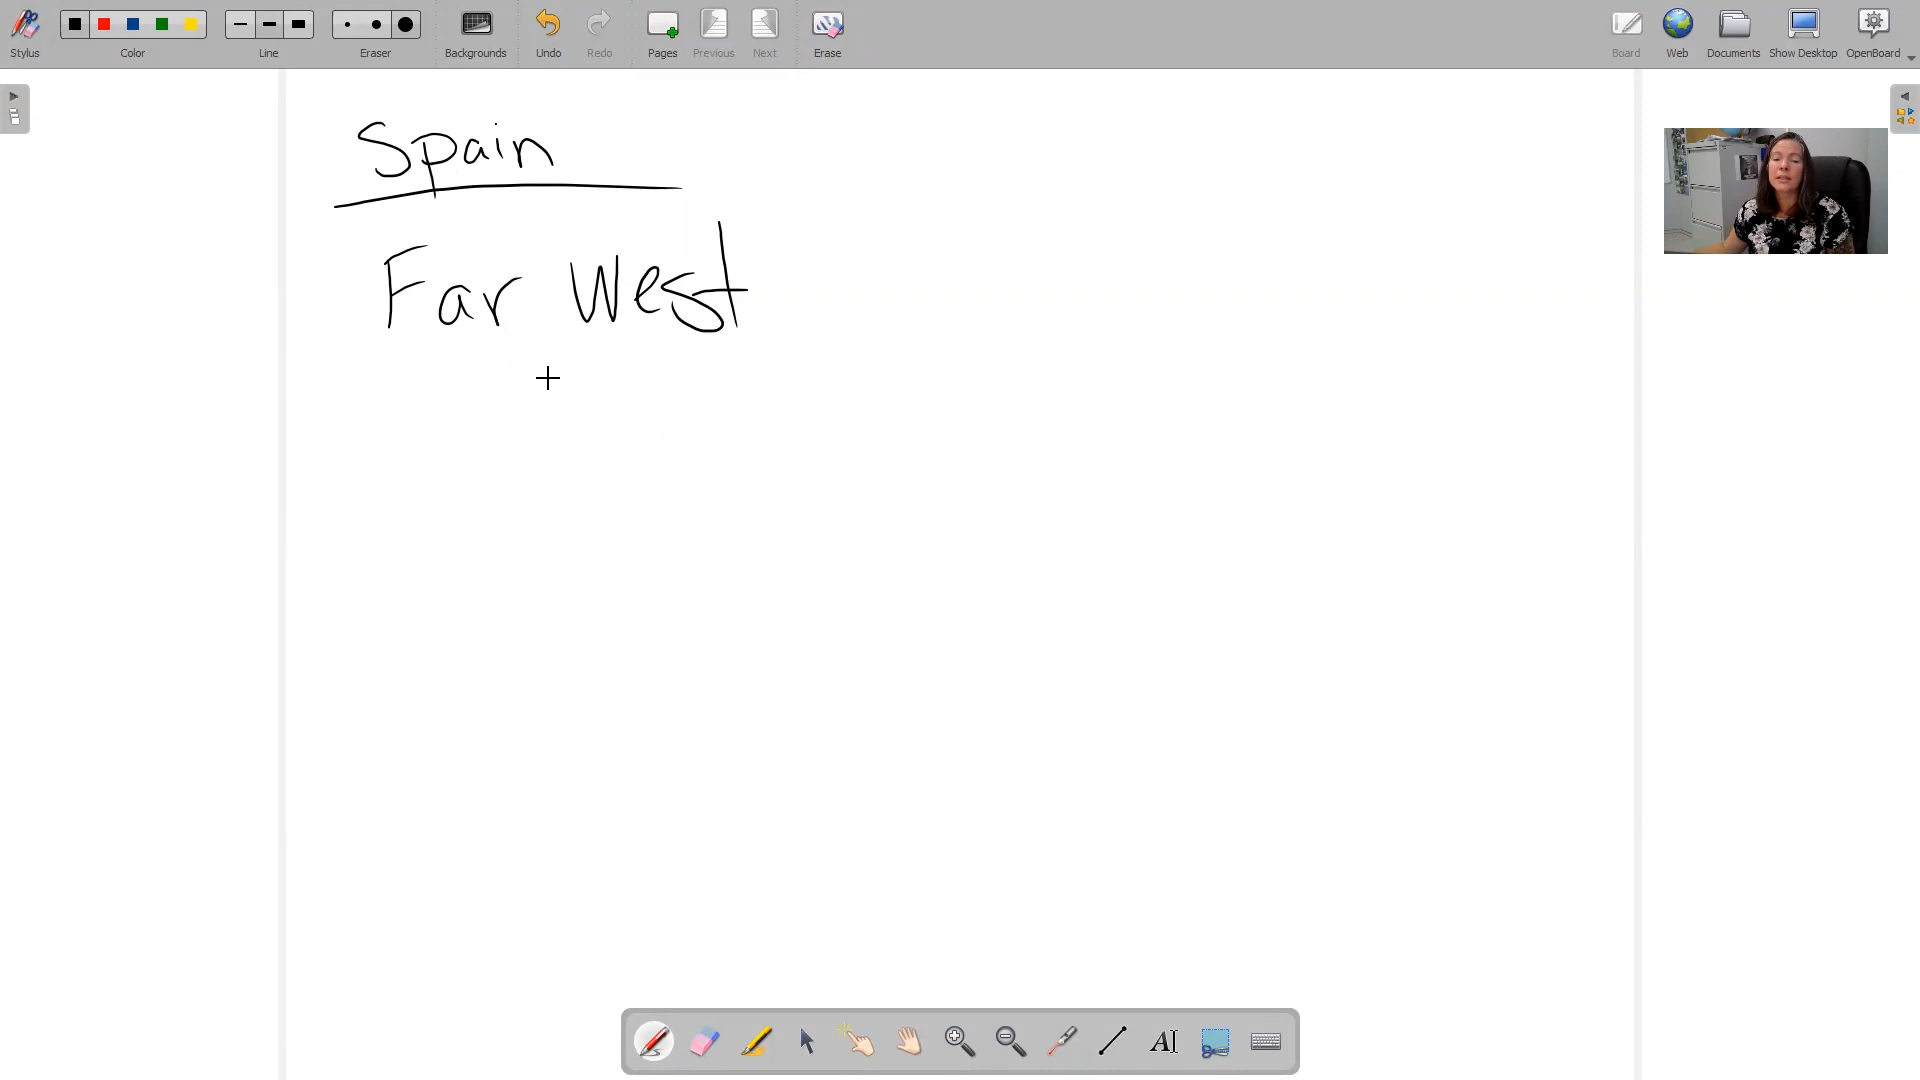 Stylus Color Line Eraser Backgrounds Undo Redo Pages Previous Next Erase Board Web Documents Show Desktop OpenBoard
Spain
Far West